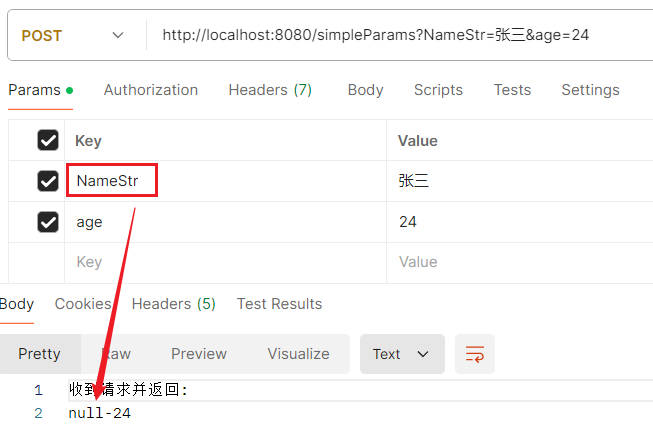 POST http://localhost:8080/simpleParams?NameStr=张三&age=24
Params Authorization Headers (7) Body Scripts Tests Settings
Key Value
NameStr 张三
age 24
Key Value
Body Cookies Headers (5) Test Results
Pretty Raw Preview Visualize Text
1 收到请求并返回:
2 null-24